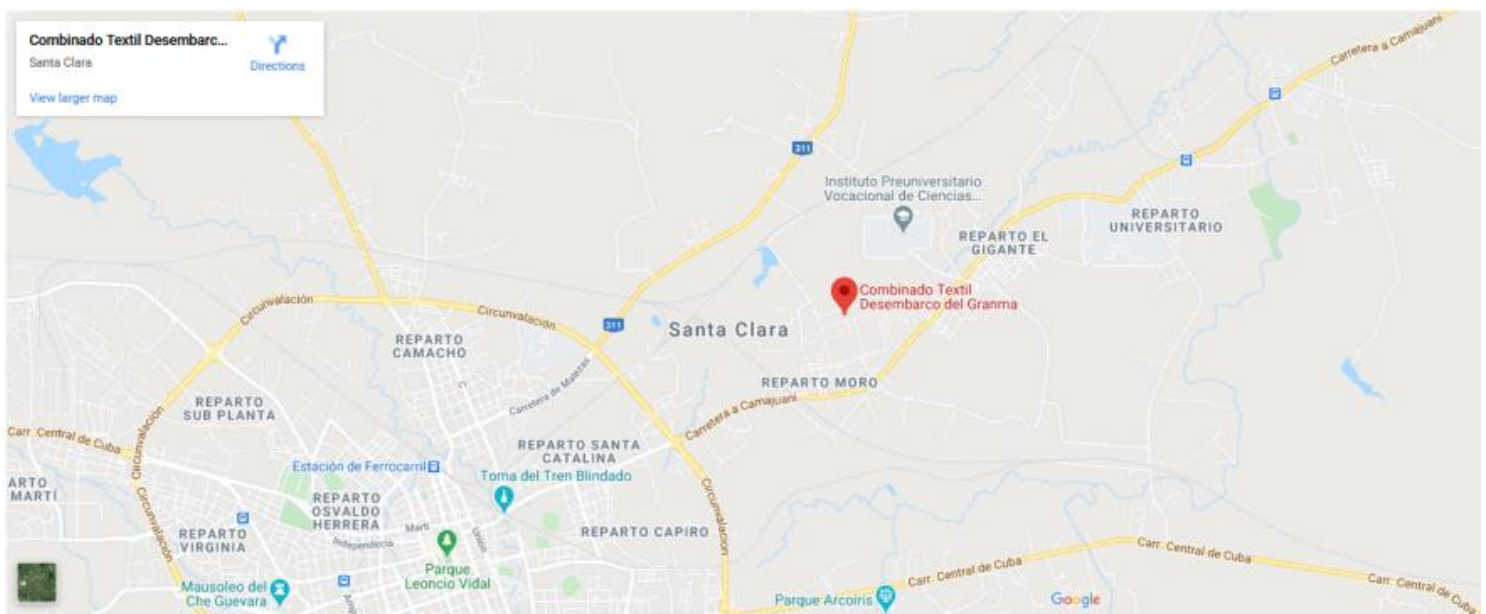 Combinado Textil Desembarc...
Santa Clara
Directions
View larger map
Carretera a Camajuani
311
Instituto Preuniversitario
Vocacional de Ciencias...
REPARTO
UNIVERSITARIO
REPARTO EL
GIGANTE
Combinado Textil
Desembarco del Granma
Circunvalación
Circunvalación
311
Santa Clara
REPARTO
CAMACHO
REPARTO MORO
Carretera de Malezas
Carretera a Camajuani
REPARTO
SUB PLANTA
Carr. Central de Cuba
Circunvalación
REPARTO SANTA
CATALINA
Estación de Ferrocarril
Toma del Tren Blindado
ARTO
MARTÍ
Circunvalación
REPARTO
OSVALDO
HERRERA
Circunvalacion
Martí
Unión
Independecia
REPARTO CAPIRO
REPARTO
VIRGINIA
Parque
Leoncio Vidal
Carr. Central de Cuba
Carr. Central de Cuba
Carr. Central de Cuba
Mausoleo del
Che Guevara
Parque Arcoiris
Google